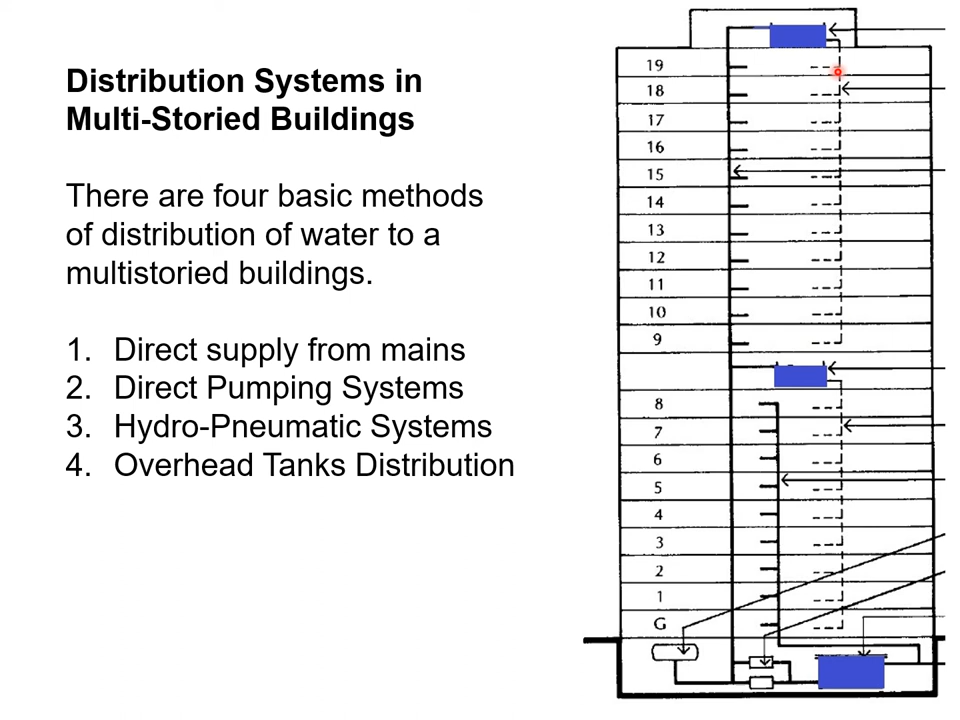 Distribution Systems in
Multi-Storied Buildings
There are four basic methods
of distribution of water to a
multistoried buildings.
1. Direct supply from mains
2. Direct Pumping Systems
3. Hydro-Pneumatic Systems
4. Overhead Tanks Distribution
19
18
17
16
15
14
13
12
11
10
9
8
7
6
5
4
3
2
1
G